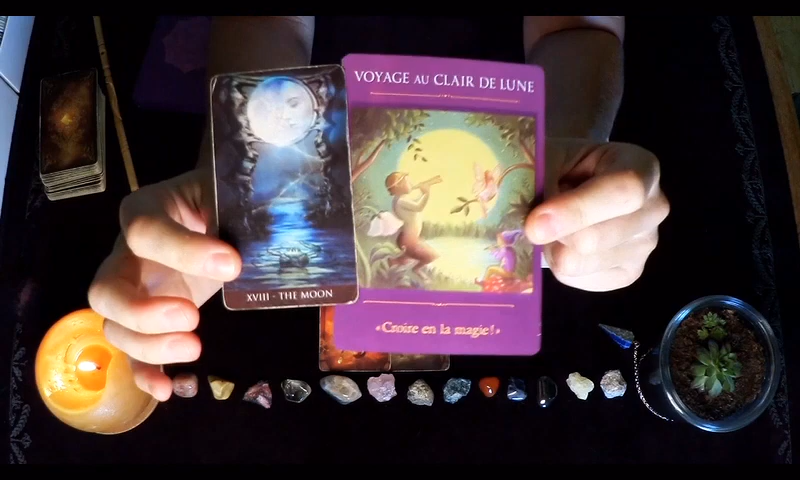 XVIII - THE MOON
VOYAGE AU CLAIR DE LUNE
«Croire en la magie!»